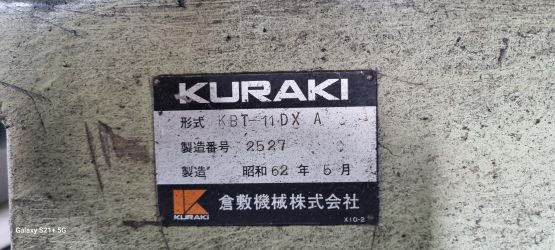 KURAKI
形式 KBT-11DX A
製造番号 2527
製造 昭和62年5月
KURAKI 倉敷機械株式会社
X10-2
Galaxy S21+ 5G